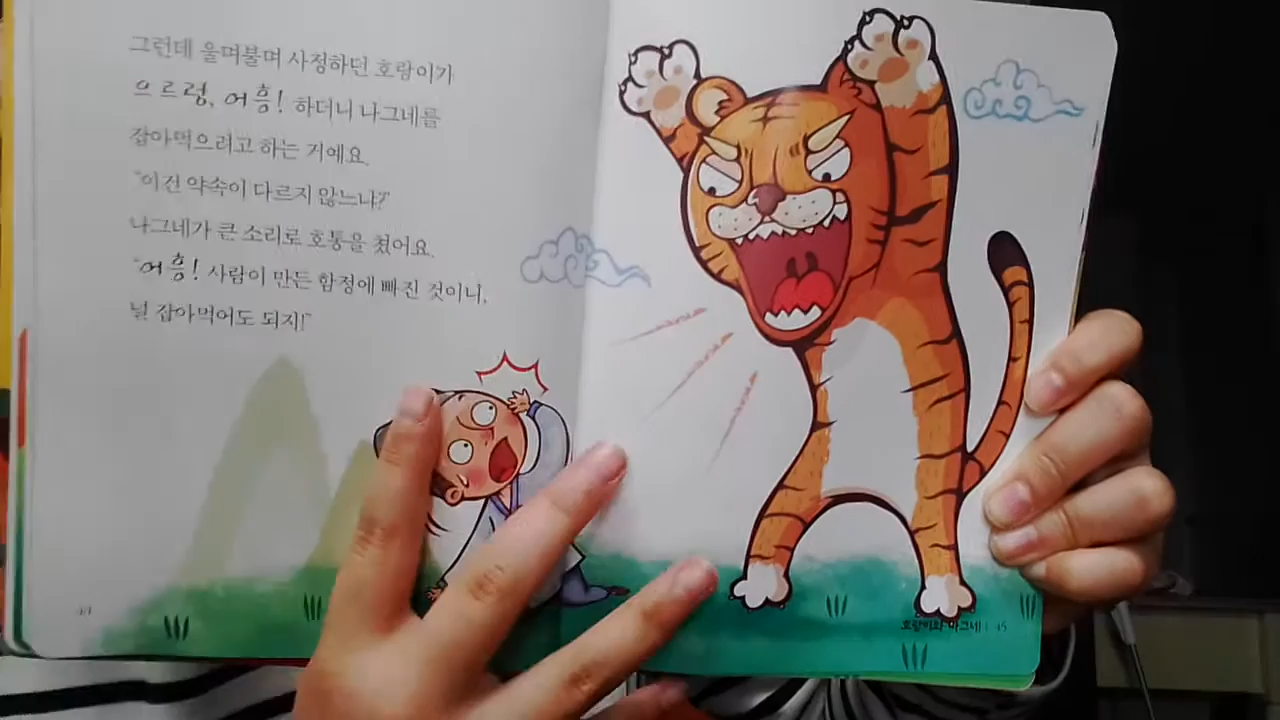 그런데 울며불며 사정하던 호랑이가
으르렁, 어흥! 하더니 나그네를
잡아먹으려고 하는 거예요.
"이건 약속이 다르지 않느냐?"
나그네가 큰 소리로 호통을 쳤어요.
"어흥! 사람이 만든 함정에 빠진 것이니,
널 잡아먹어도 되지!"
44
호랑이와 나그네 | 45